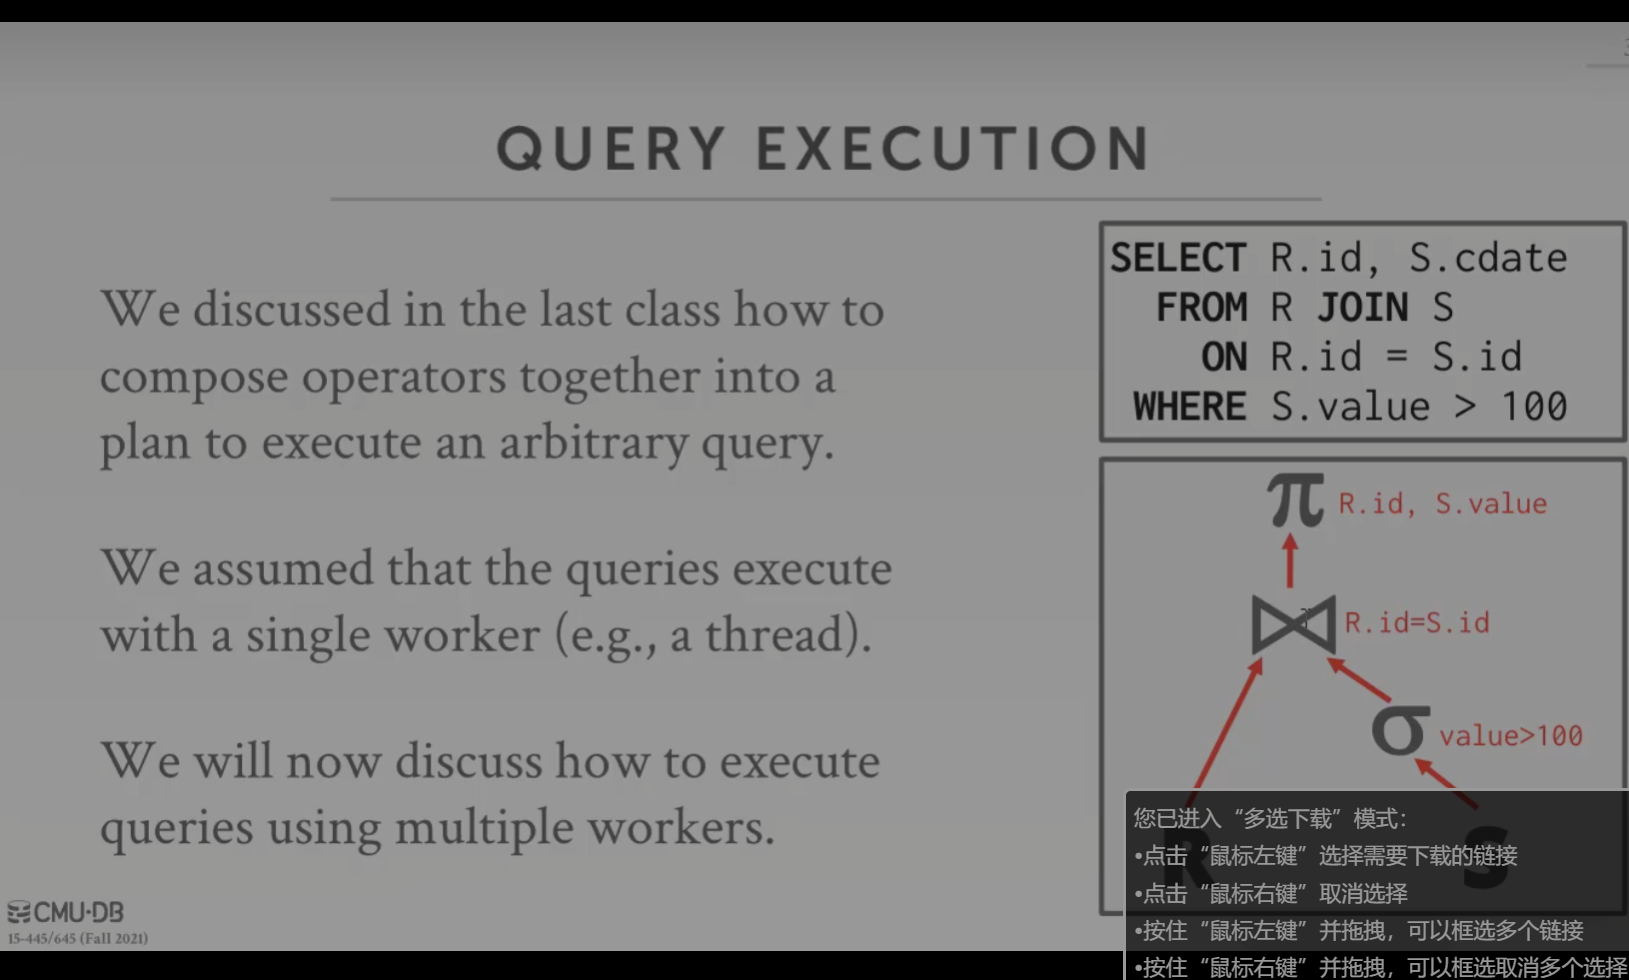 QUERY EXECUTION
We discussed in the last class how to
compose operators together into a
plan to execute an arbitrary query.
We assumed that the queries execute
with a single worker (e.g., a thread).
We will now discuss how to execute
queries using multiple workers.
SELECT R.id, S.cdate
FROM R JOIN S
ON R.id = S.id
WHERE S.value > 100
π R.id, S.value
⋈ R.id=S.id
σ value>100
R S
您已进入“多选下载”模式：
•点击“鼠标左键”选择需要下载的链接
•点击“鼠标右键”取消选择
•按住“鼠标左键”并拖拽，可以框选多个链接
•按住“鼠标右键”并拖拽，可以框选取消多个选择
CMU·DB
15-445/645 (Fall 2021)